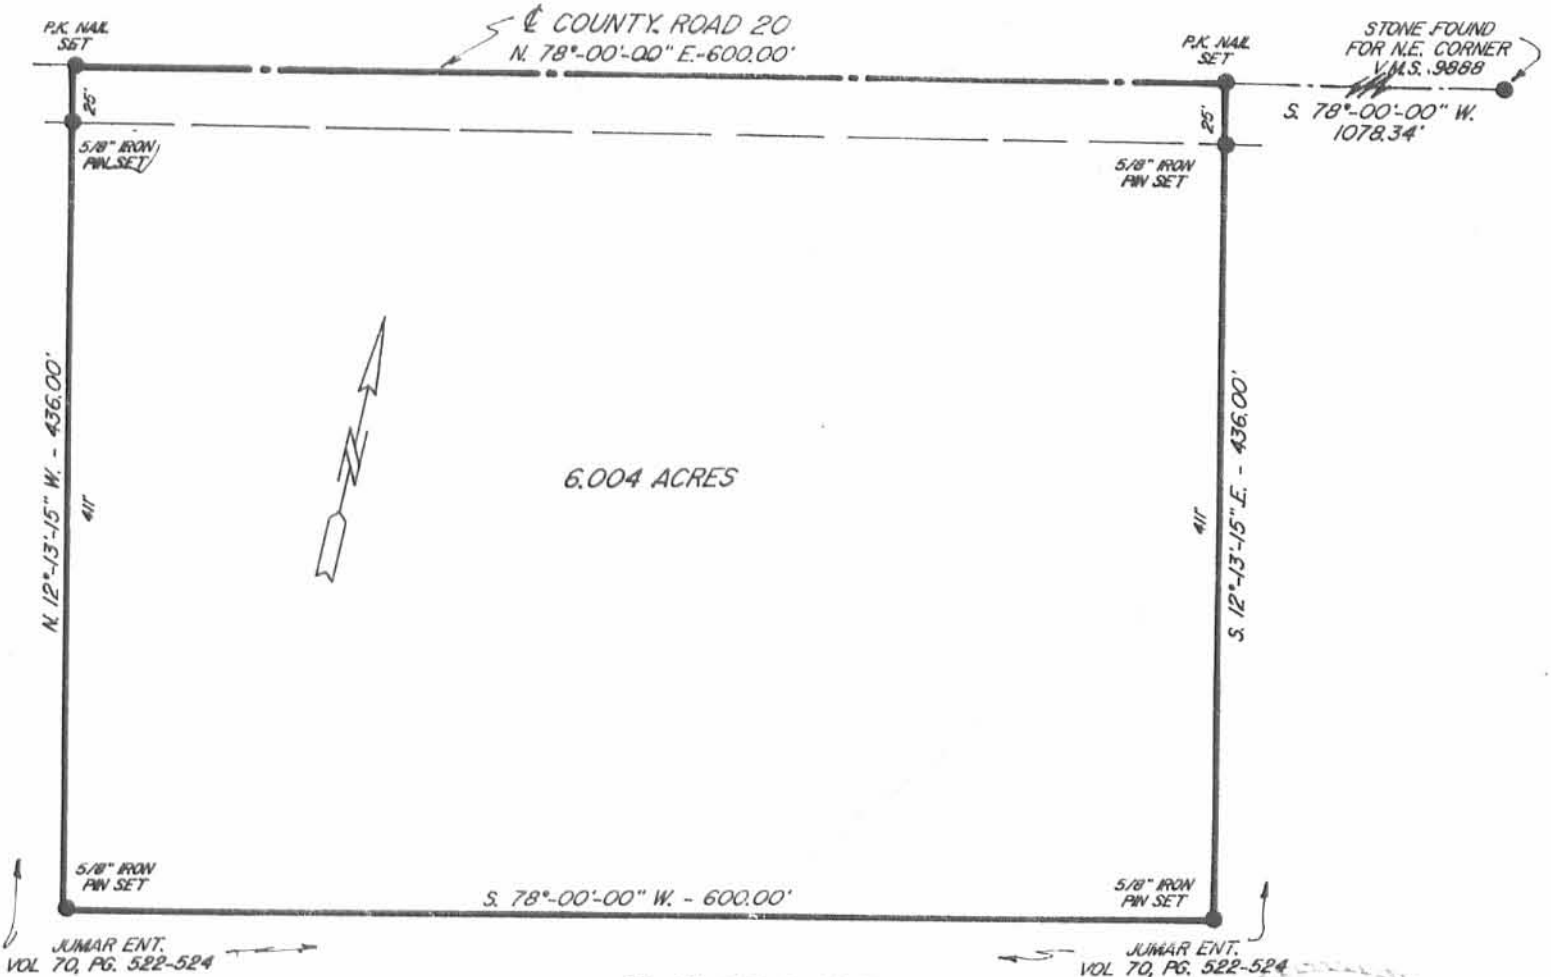 ℄ COUNTY ROAD 20
N. 78°-00'-00" E.-600.00'
P.K. NAIL
SET
P.K. NAIL
SET
STONE FOUND
FOR N.E. CORNER
V.M.S. 9888
S. 78°-00'-00" W.
1078.34'
25'
25'
5/8" IRON
PIN SET
5/8" IRON
PIN SET
N. 12°-13'-15" W. - 436.00'
411'
N
6.004 ACRES
411'
S. 12°-13'-15" E. - 436.00'
5/8" IRON
PIN SET
S. 78°-00'-00" W. - 600.00'
5/8" IRON
PIN SET
JUMAR ENT.
VOL 70, PG. 522-524
JUMAR ENT.
VOL 70, PG. 522-524